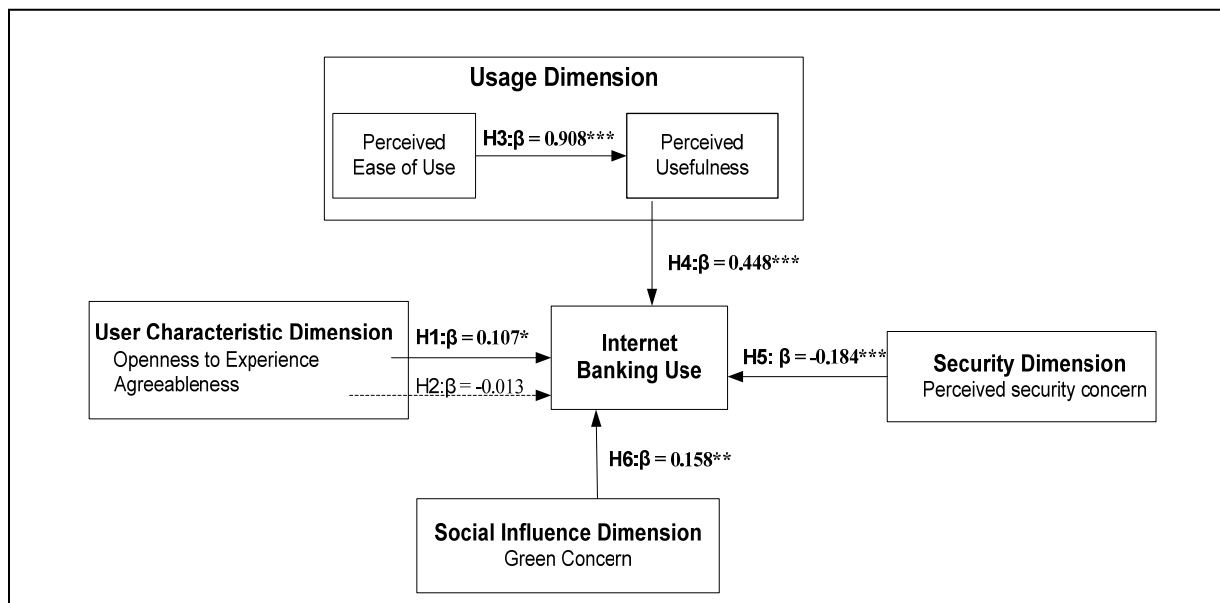 Usage Dimension
Perceived
Ease of Use
H3:β = 0.908***
Perceived
Usefulness
H4:β = 0.448***
User Characteristic Dimension
Openness to Experience
Agreeableness
H1:β = 0.107*
H2:β = -0.013
Internet
Banking Use
H5: β = -0.184***
Security Dimension
Perceived security concern
H6:β = 0.158**
Social Influence Dimension
Green Concern